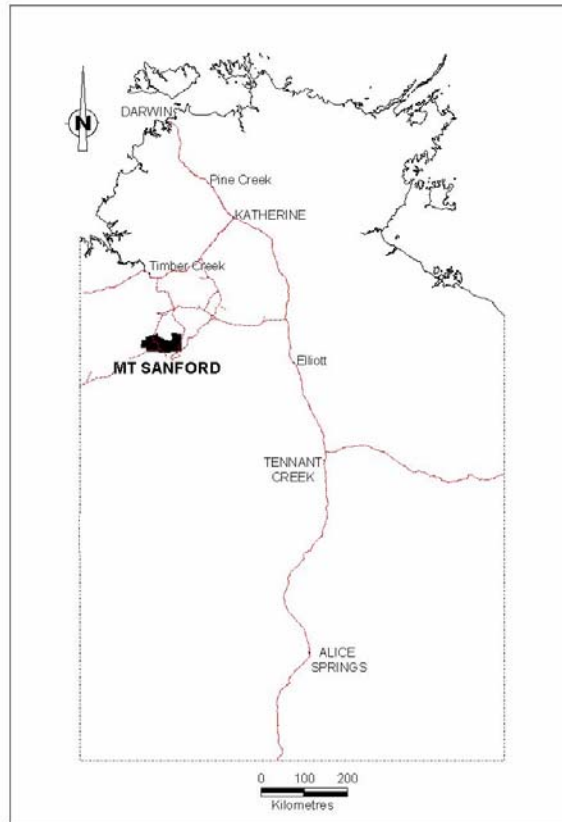 N
DARWIN
Pine Creek
KATHERINE
Timber Creek
MT SANFORD
Elliott
TENNANT
CREEK
ALICE
SPRINGS
0 100 200
Kilometres